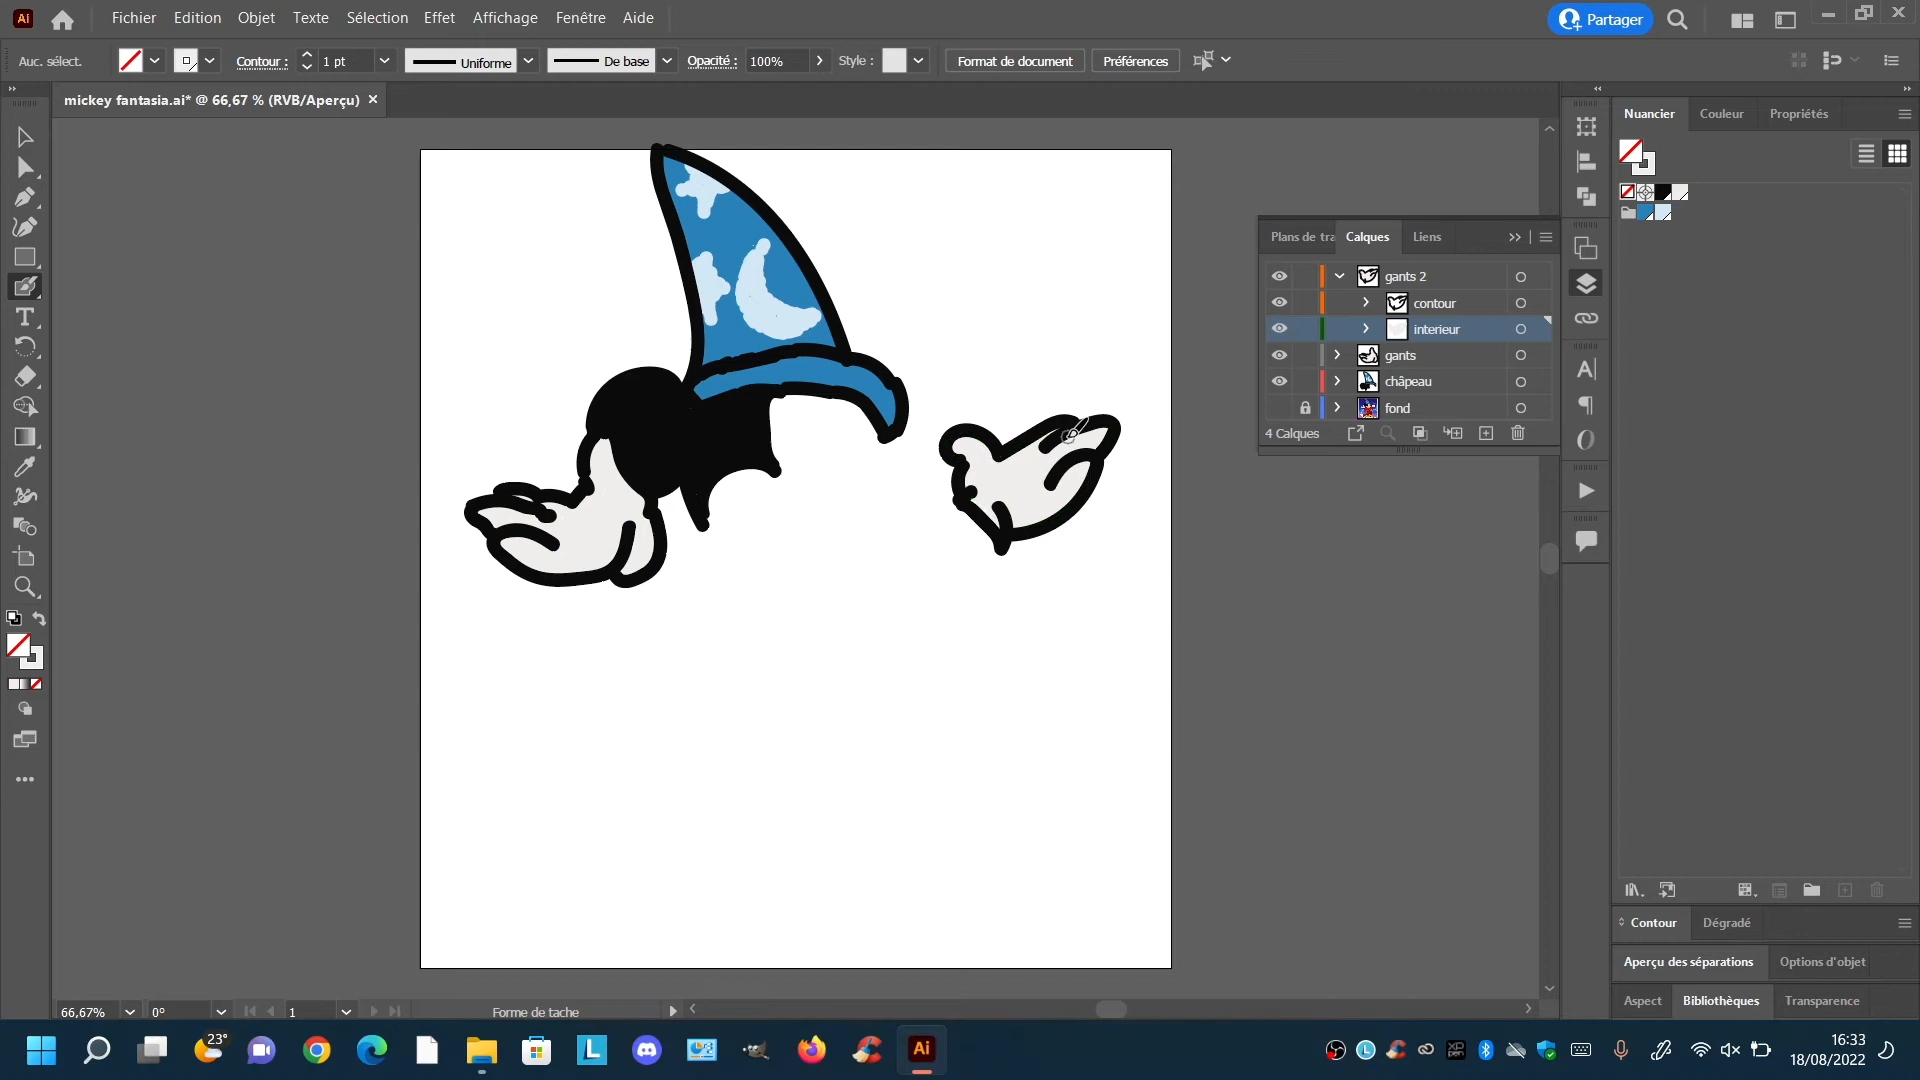 Ai Fichier Edition Objet Texte Sélection Effet Affichage Fenêtre Aide Partager
Auc. sélect. Contour : 1 pt Uniforme De base Opacité : 100% Style : Format de document Préférences
mickey fantasia.ai* @ 66,67 % (RVB/Aperçu)
Nuancier Couleur Propriétés
Plans de tra Calques Liens
gants 2
contour
interieur
gants
châpeau
fond
4 Calques
Contour Dégradé
Aperçu des séparations Options d'objet
Aspect Bibliothèques Transparence
66,67% 0° 1 Forme de tache
23°
Ai
16:33
18/08/2022